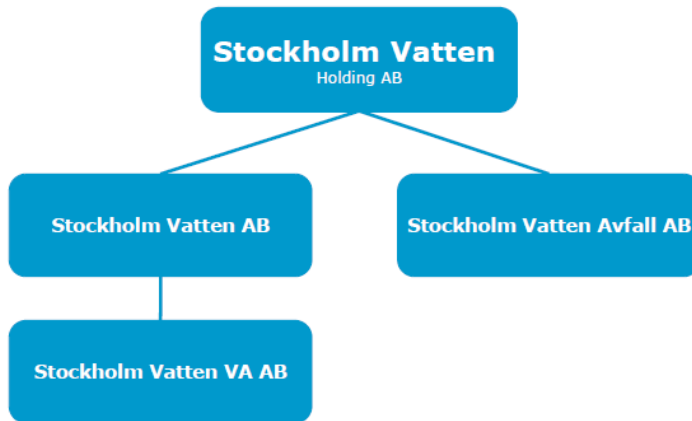 Stockholm Vatten
Holding AB
Stockholm Vatten AB
Stockholm Vatten Avfall AB
Stockholm Vatten VA AB